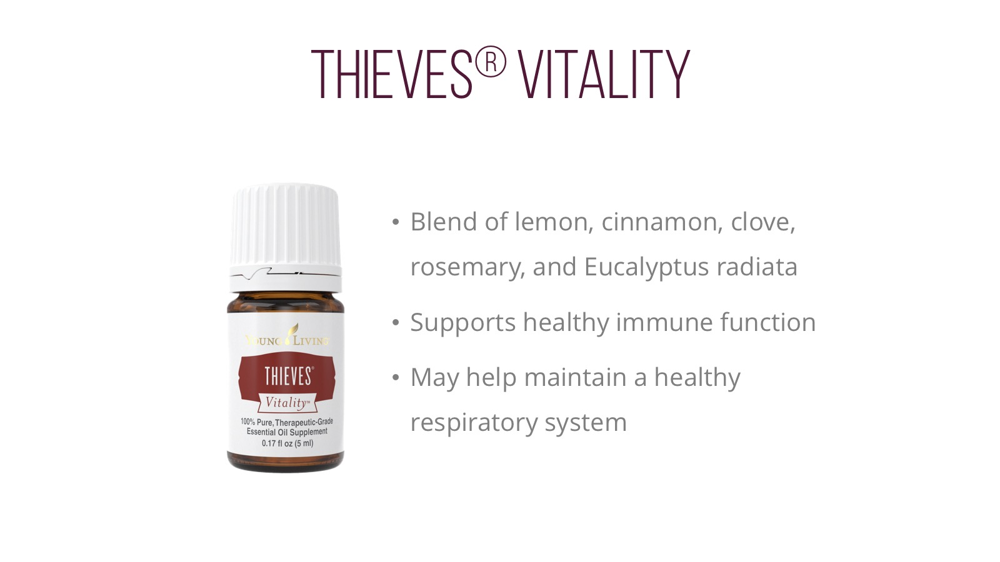 THIEVES® VITALITY
• Blend of lemon, cinnamon, clove,
rosemary, and Eucalyptus radiata
• Supports healthy immune function
• May help maintain a healthy
respiratory system
YOUNG LIVING
THIEVES®
Vitality™
100% Pure, Therapeutic-Grade
Essential Oil Supplement
0.17 fl oz (5 ml)